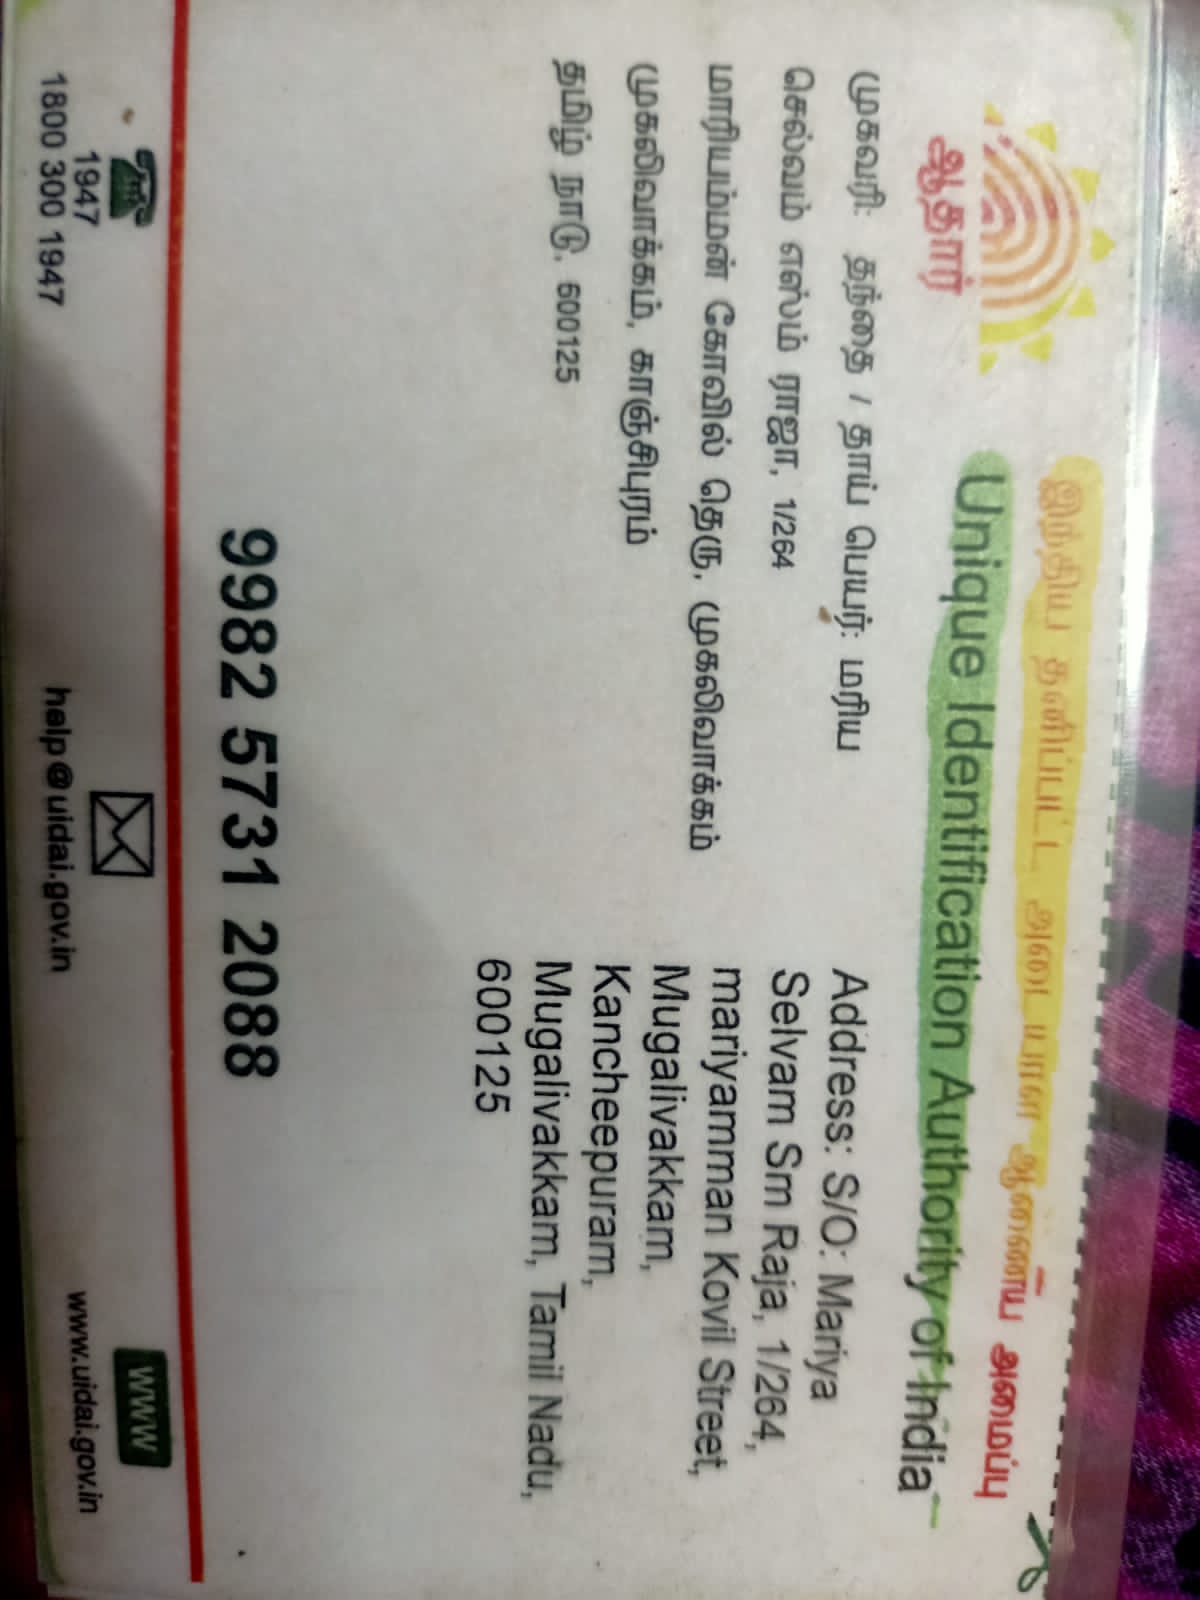 இந்திய தனிப்பட்ட அடையாள ஆணைய அமைப்பு
Unique Identification Authority of India
ஆதார்
முகவரி: தந்தை / தாய் பெயர்: மரிய
செல்வம் எஸ்ம் ராஜா, 1/264
மாரியம்மன் கோவில் தெரு, முகலிவாக்கம்
முகலிவாக்கம், காஞ்சிபுரம்
தமிழ் நாடு, 600125
Address: S/O: Mariya
Selvam Sm Raja, 1/264,
mariyamman Kovil Street,
Mugalivakkam,
Kancheepuram,
Mugalivakkam, Tamil Nadu,
600125
9982 5731 2088
1947
1800 300 1947
help@uidai.gov.in
www
www.uidai.gov.in